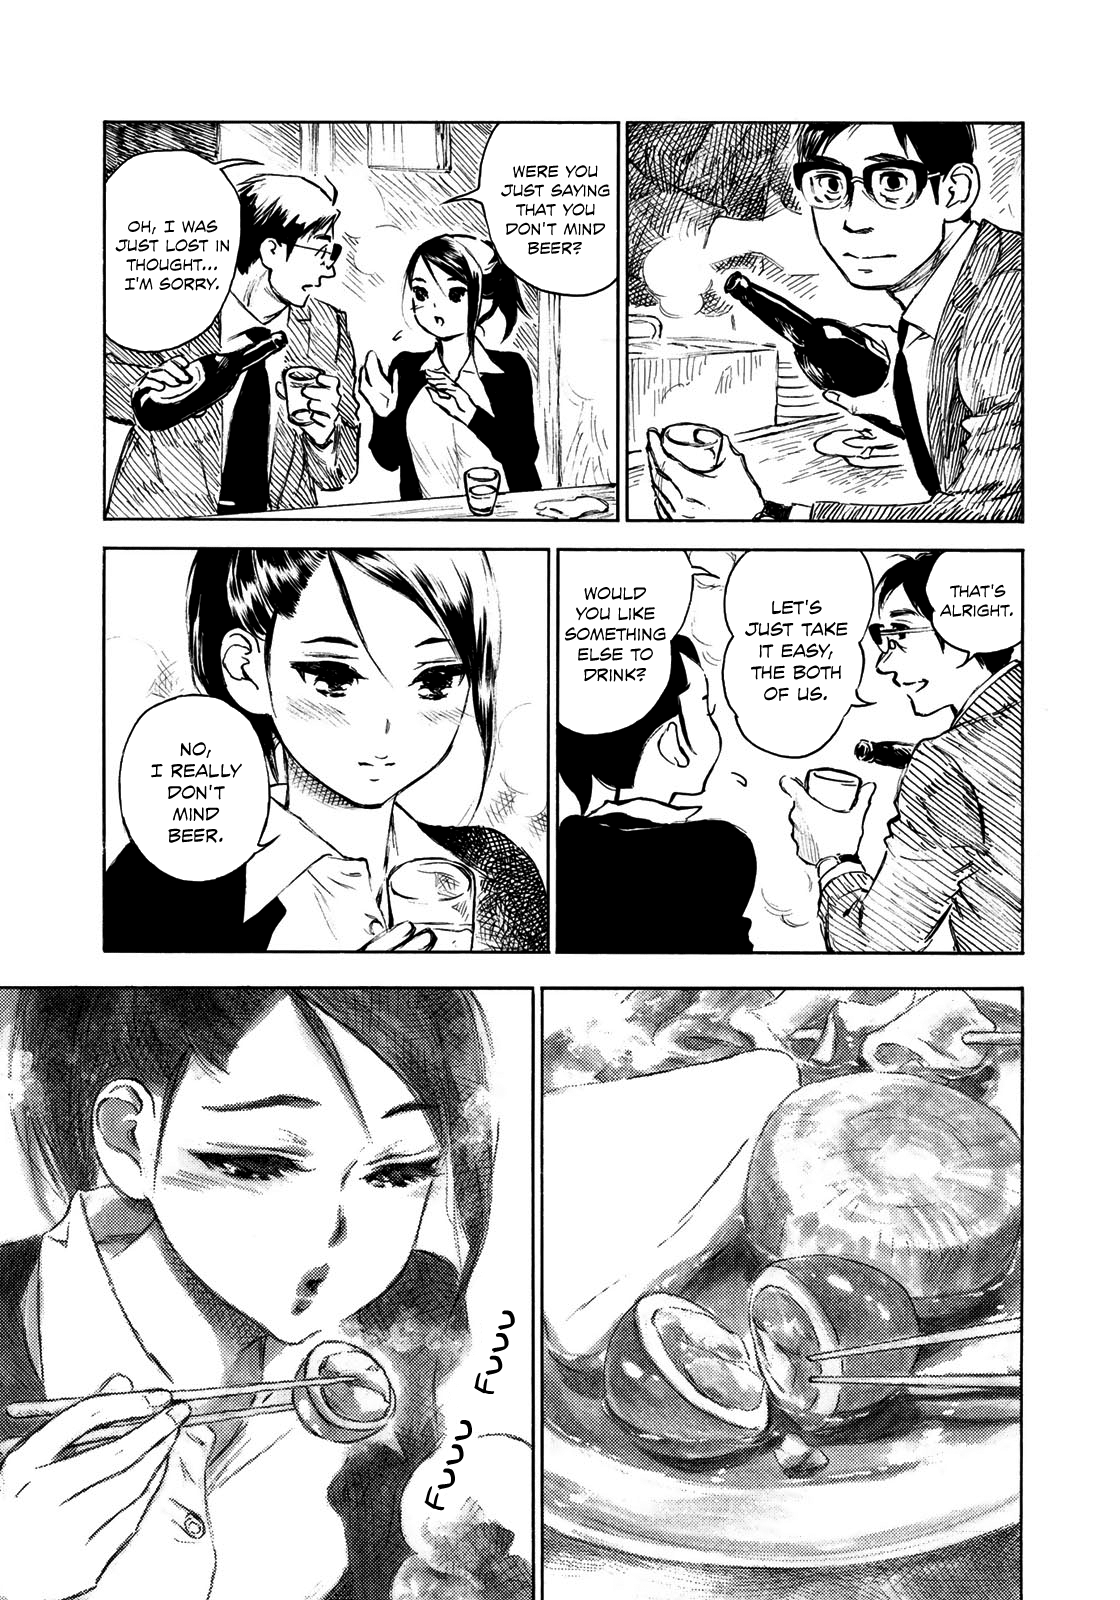 WERE YOU
JUST SAYING
THAT YOU
DON'T MIND
BEER?
OH, I WAS
JUST LOST IN
THOUGHT...
I'M SORRY.
THAT'S
ALRIGHT.
LET'S
JUST TAKE
IT EASY,
THE BOTH
OF US.
WOULD
YOU LIKE
SOMETHING
ELSE TO
DRINK?
NO,
I REALLY
DON'T
MIND
BEER.
FUUU
FUUU